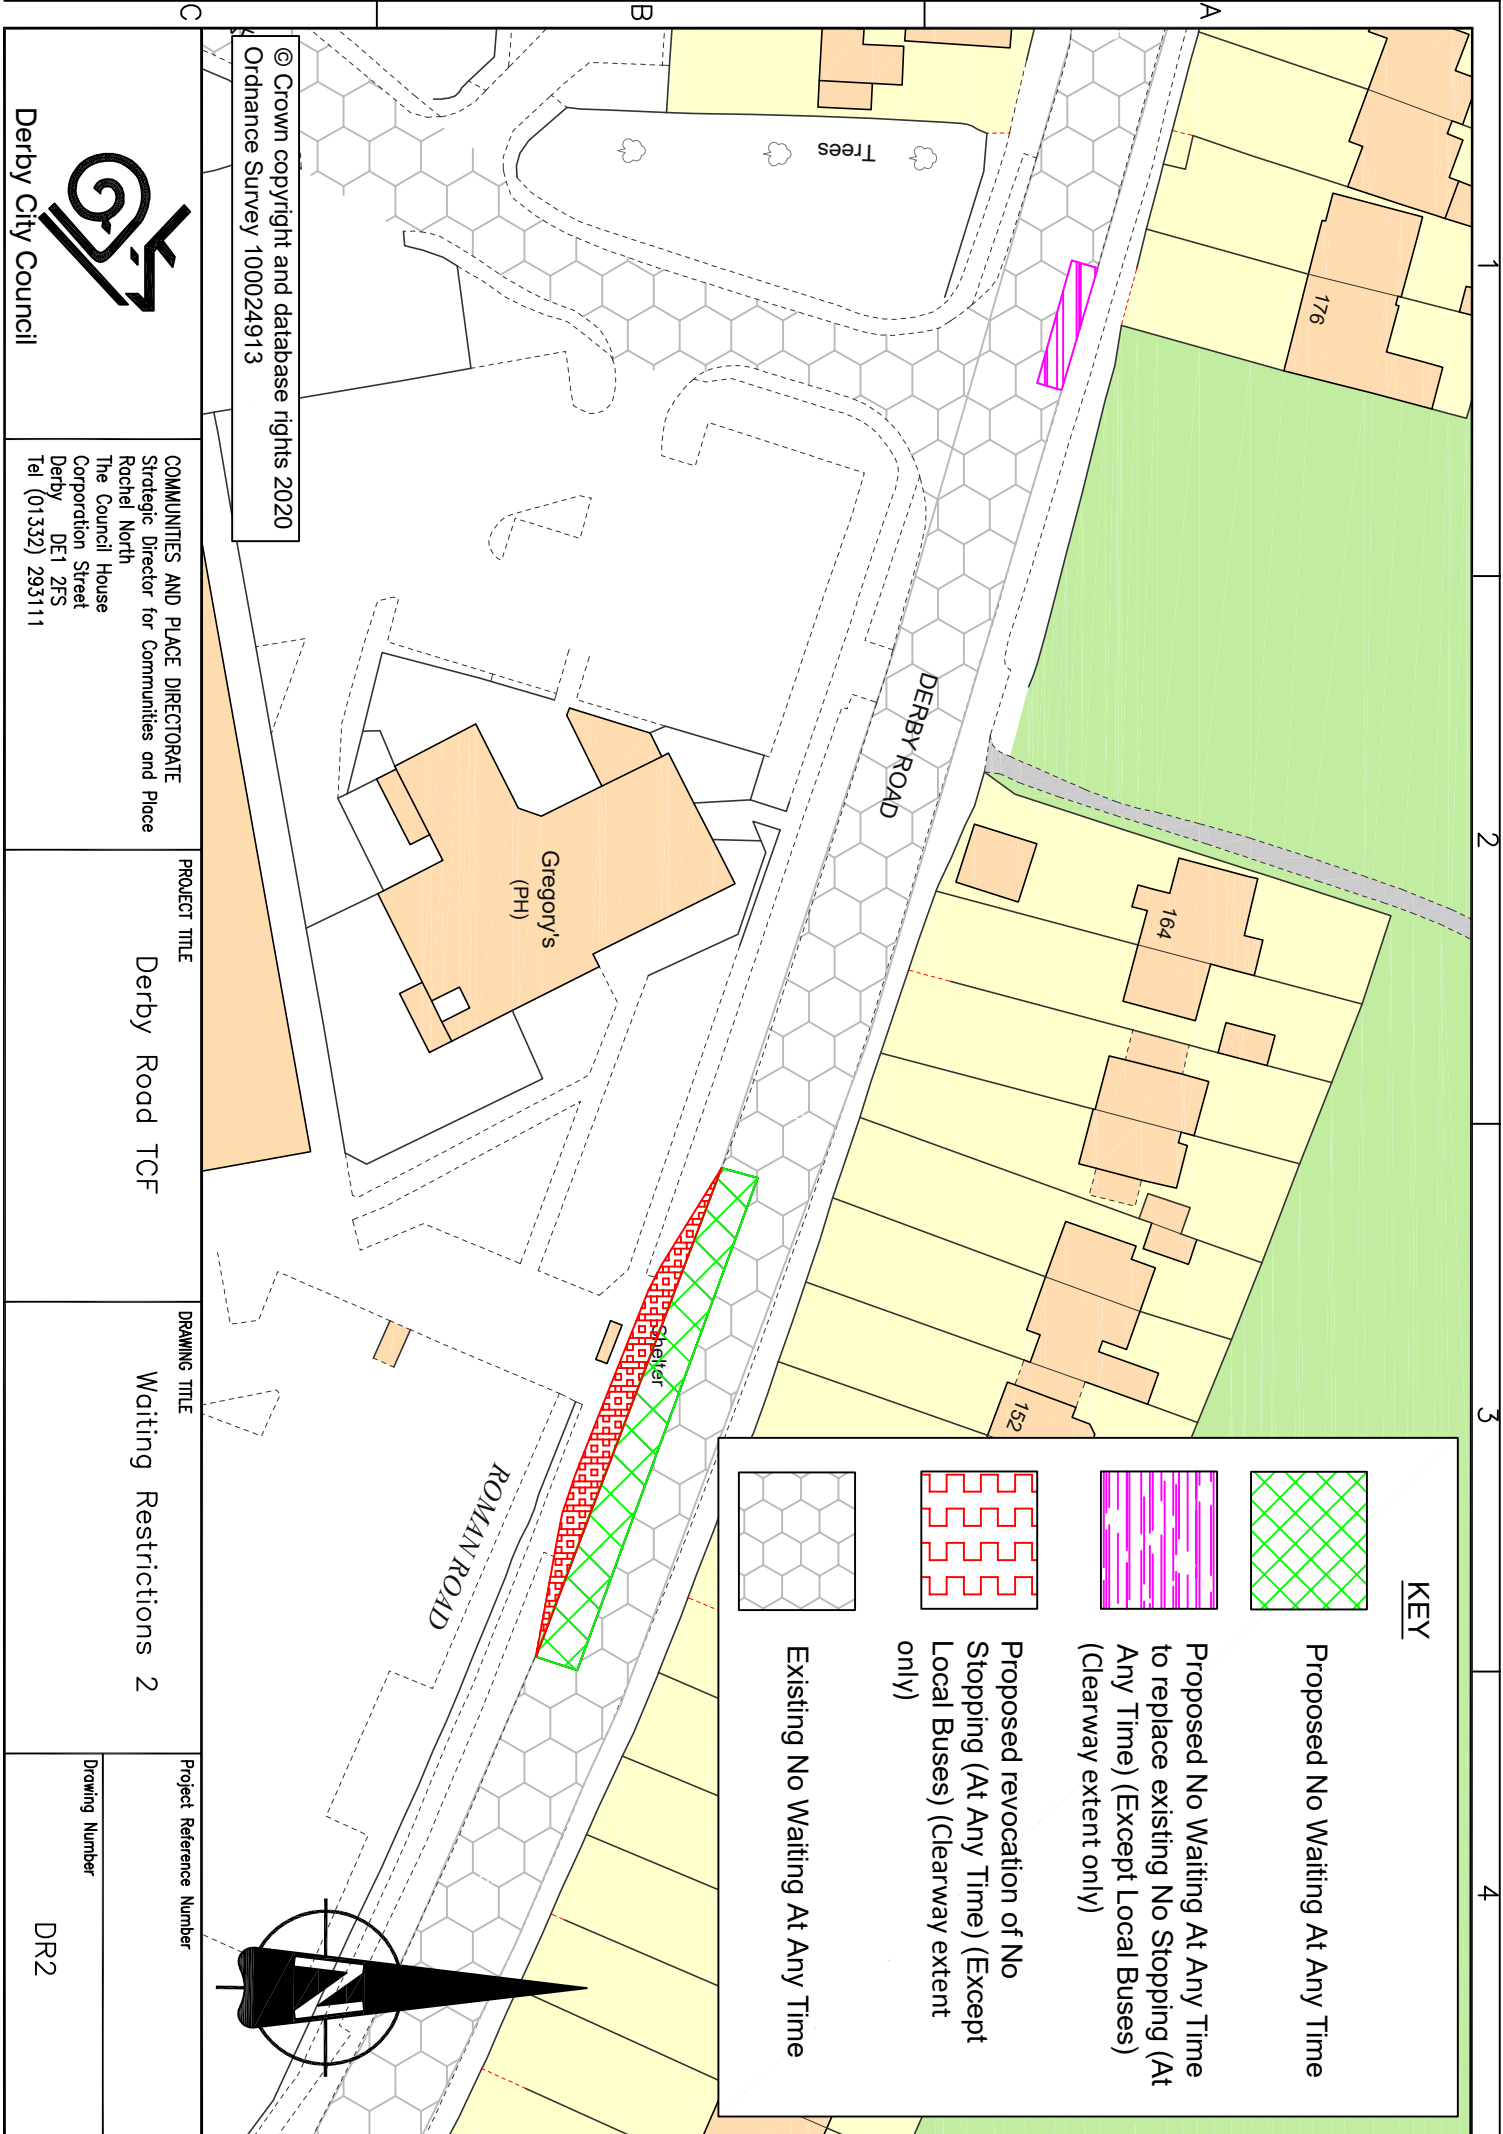 1
2
3
4
A
B
C
176
164
152
Trees
DERBY ROAD
Gregory's
(PH)
Shelter
ROMAN ROAD
KEY
Proposed No Waiting At Any Time
Proposed No Waiting At Any Time
to replace existing No Stopping (At
Any Time) (Except Local Buses)
(Clearway extent only)
Proposed revocation of No
Stopping (At Any Time) (Except
Local Buses) (Clearway extent
only)
Existing No Waiting At Any Time
© Crown copyright and database rights 2020
Ordnance Survey 100024913
N
Derby City Council
COMMUNITIES AND PLACE DIRECTORATE
Strategic Director for Communities and Place
Rachel North
The Council House
Corporation Street
Derby DE1 2FS
Tel (01332) 293111
PROJECT TITLE
Derby Road TCF
DRAWING TITLE
Waiting Restrictions 2
Project Reference Number
Drawing Number
DR2